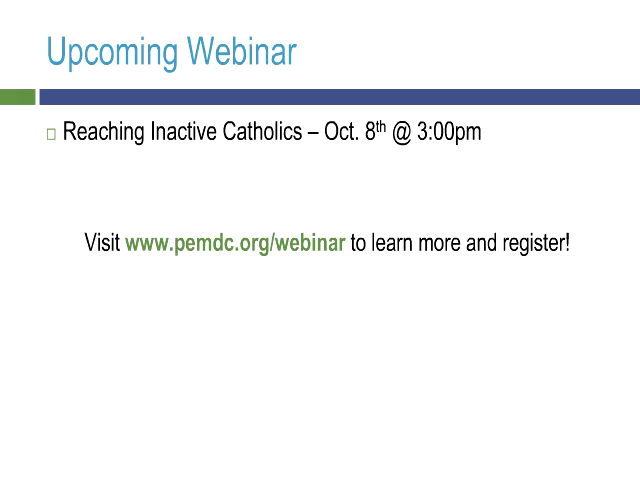 Upcoming Webinar
Reaching Inactive Catholics – Oct. 8th @ 3:00pm
Visit www.pemdc.org/webinar to learn more and register!